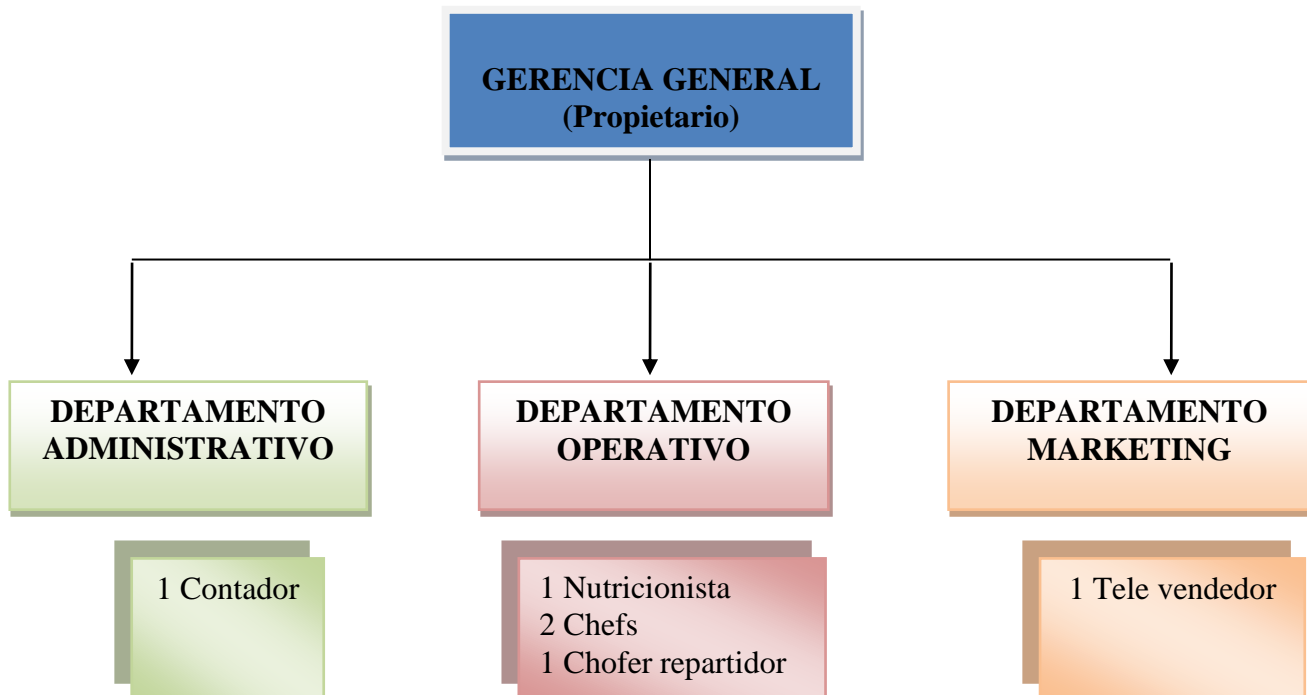 GERENCIA GENERAL
(Propietario)
DEPARTAMENTO
ADMINISTRATIVO
DEPARTAMENTO
OPERATIVO
DEPARTAMENTO
MARKETING
1 Contador
1 Nutricionista
2 Chefs
1 Chofer repartidor
1 Tele vendedor